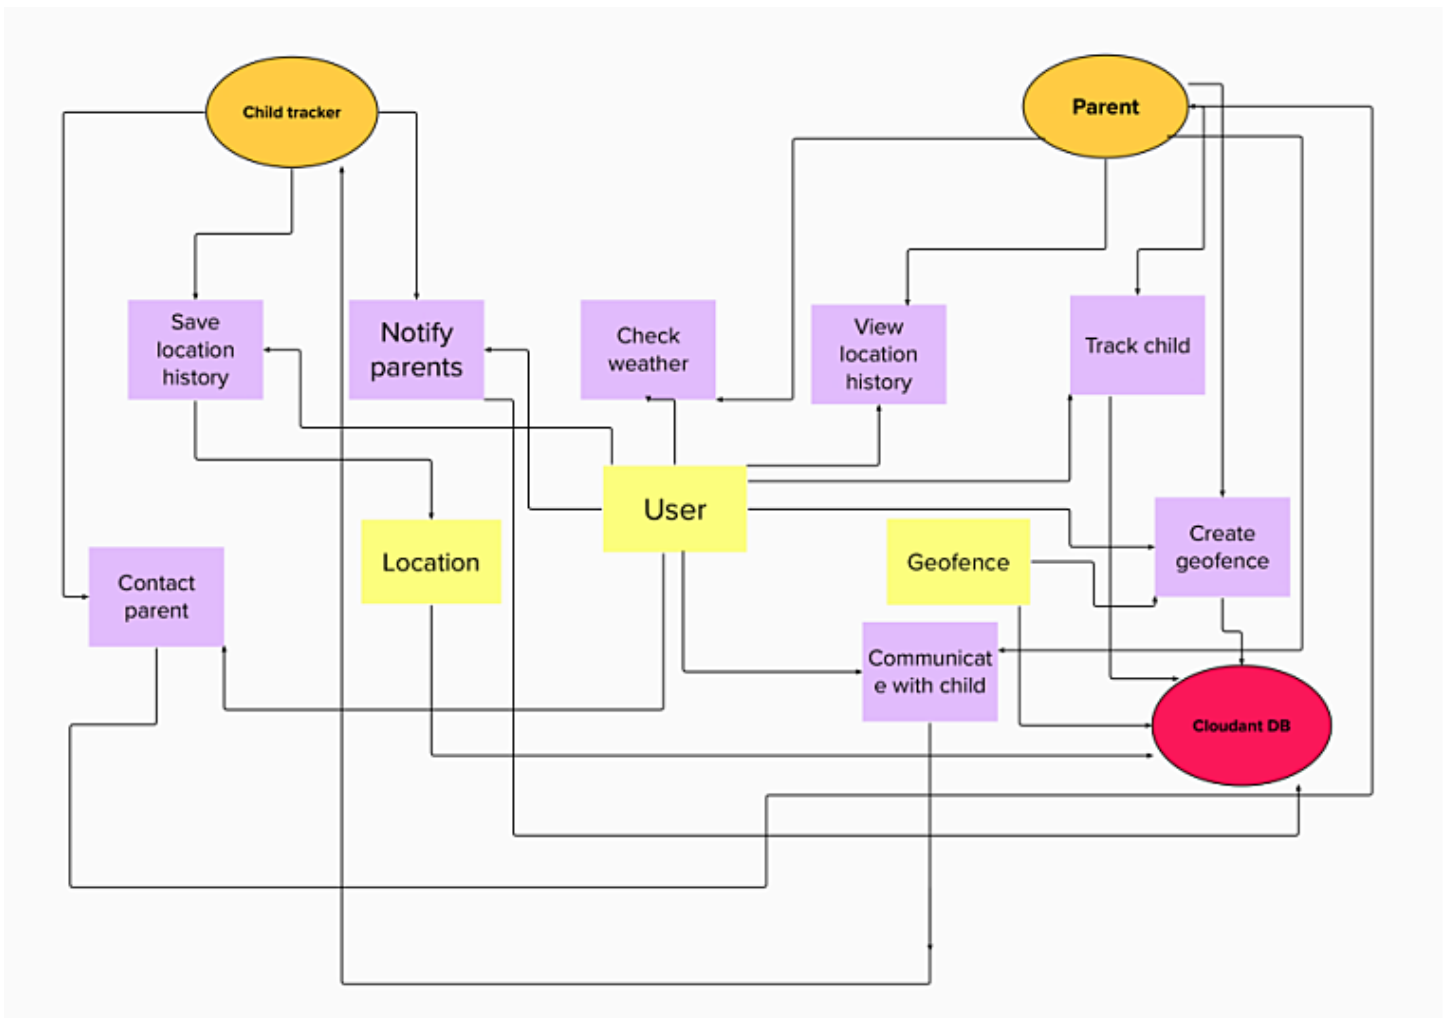 Child tracker
Parent
Save
location
history
Notify
parents
Check
weather
View
location
history
Track child
User
Location
Geofence
Create
geofence
Contact
parent
Communicat
e with child
Cloudant DB